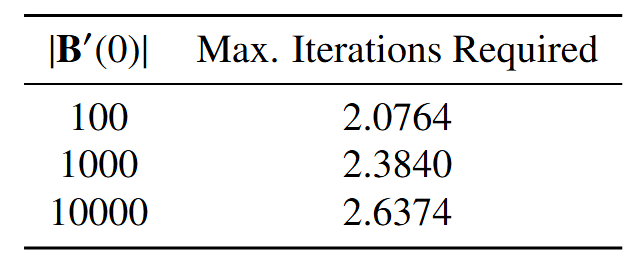 |B′(0)| Max. Iterations Required
100 2.0764
1000 2.3840
10000 2.6374